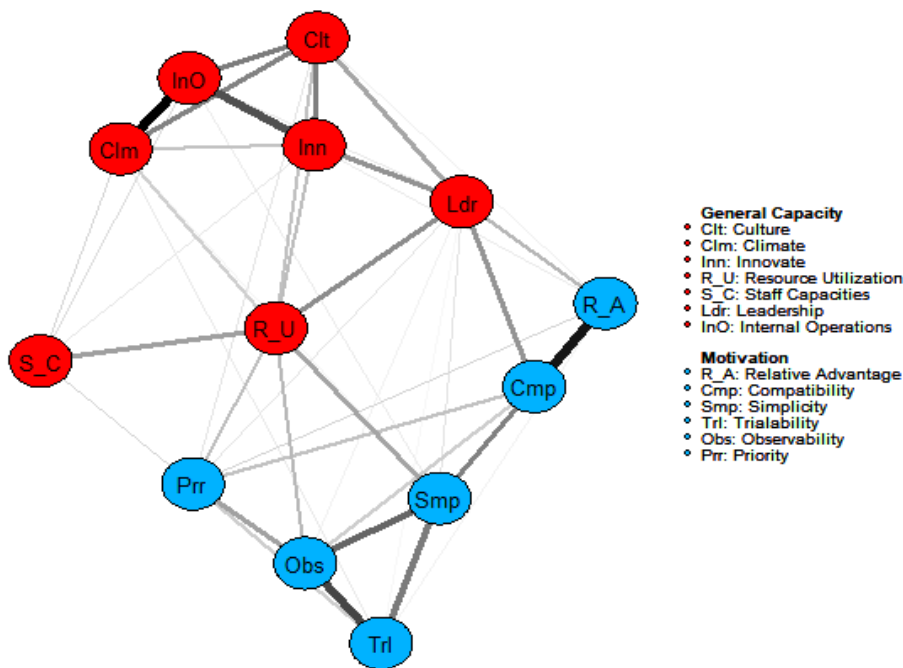 Clt
InO
Clm
Inn
Ldr
R_A
R_U
S_C
Cmp
Prr
Smp
Obs
Trl
General Capacity
Clt: Culture
Clm: Climate
Inn: Innovate
R_U: Resource Utilization
S_C: Staff Capacities
Ldr: Leadership
InO: Internal Operations
Motivation
R_A: Relative Advantage
Cmp: Compatibility
Smp: Simplicity
Trl: Trialability
Obs: Observability
Prr: Priority